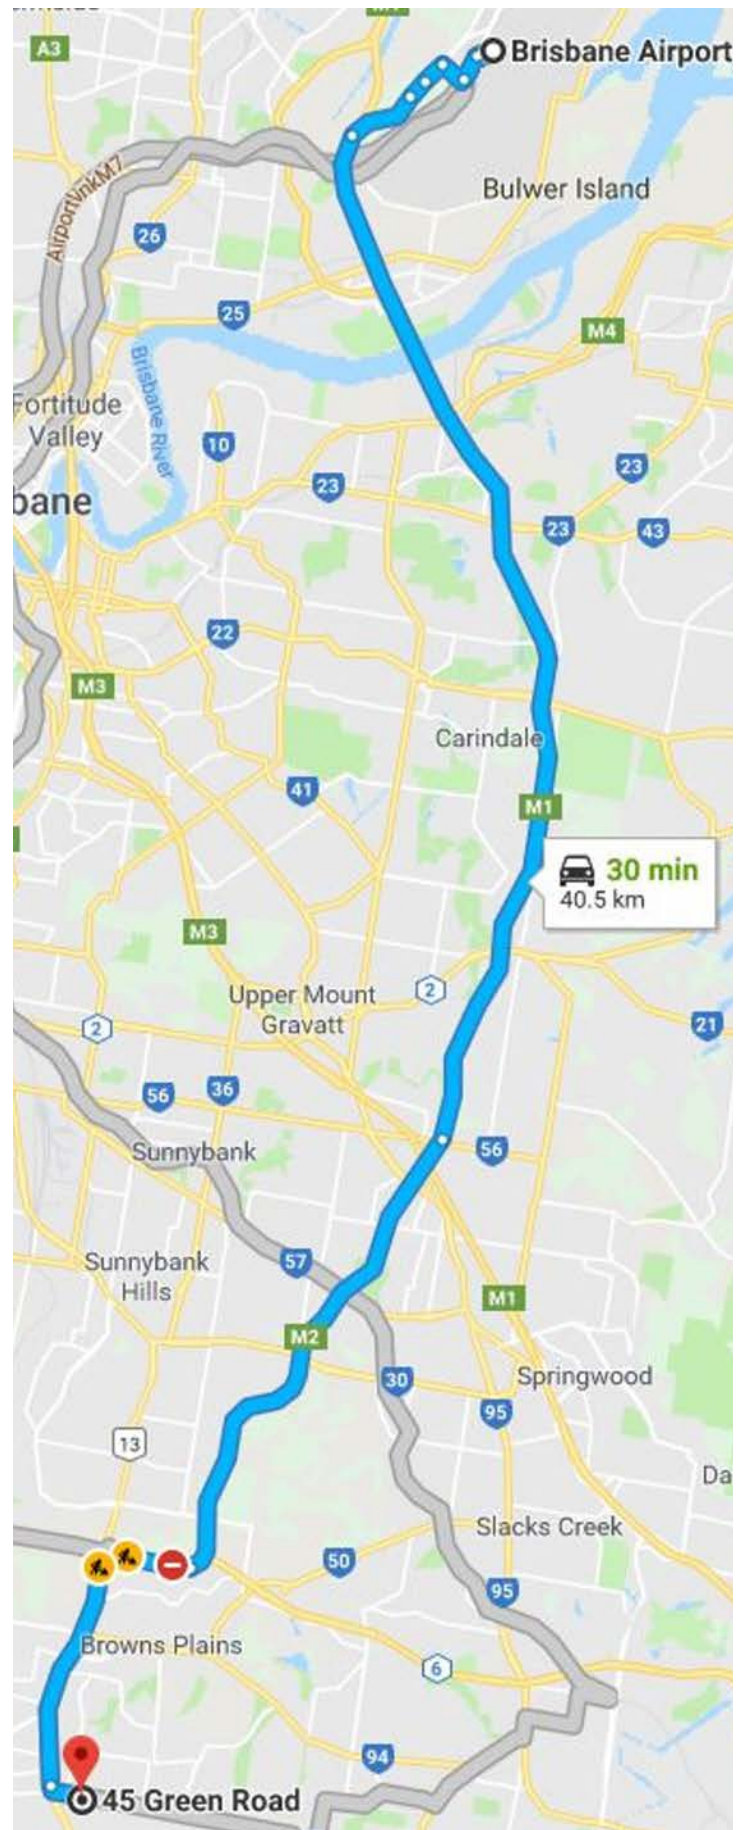 A3
Brisbane Airport
AirportlnkM7
Bulwer Island
26
25
M4
Brisbane River
Fortitude
Valley
10
23
23
bane
23
43
22
M3
Carindale
41
M1
30 min
40.5 km
M3
Upper Mount
Gravatt
2
2
21
56
36
Sunnybank
56
57
Sunnybank
Hills
M1
M2
Springwood
30
95
13
Da
Slacks Creek
50
95
Browns Plains
6
94
45 Green Road